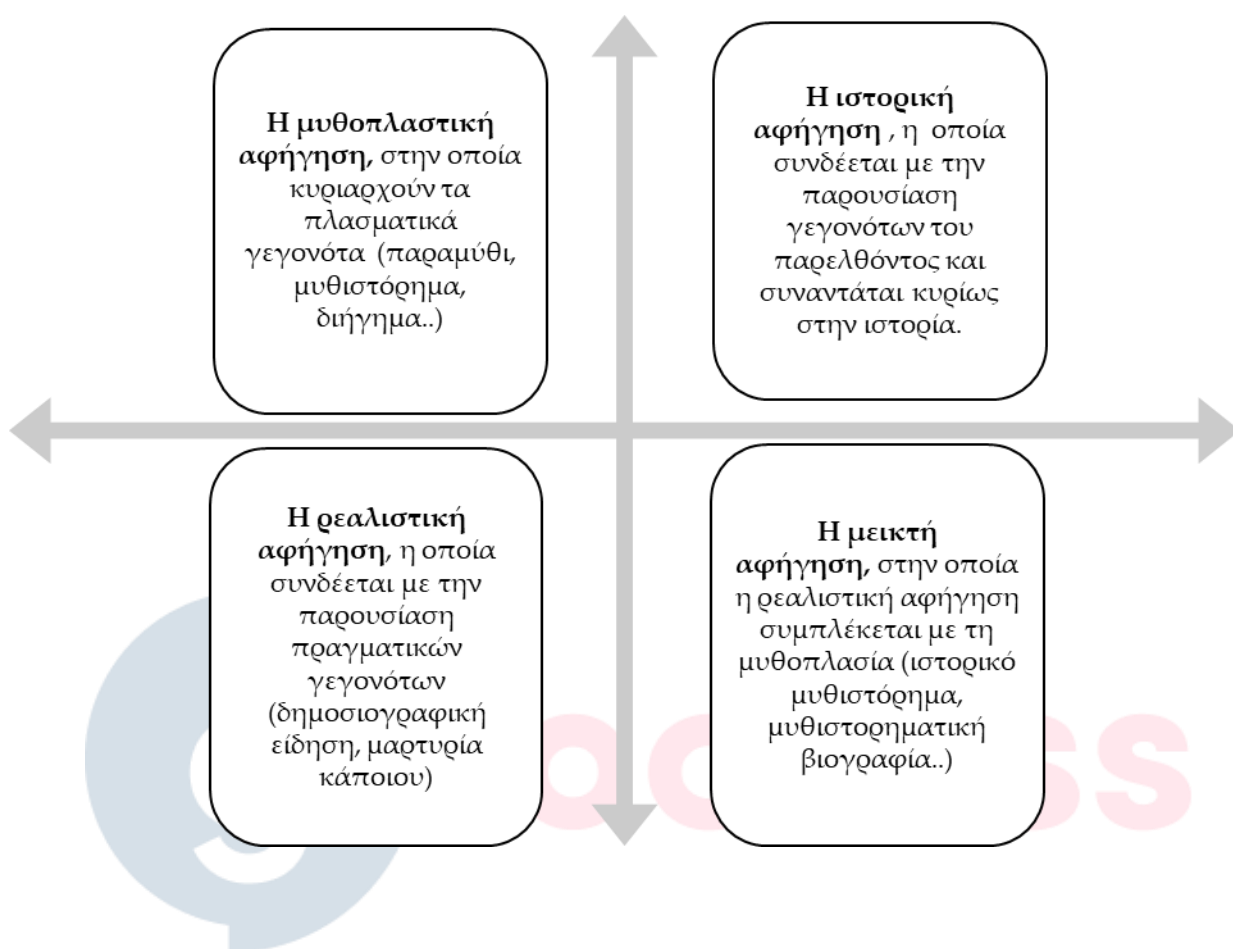 Η μυθοπλαστική
αφήγηση, στην οποία
κυριαρχούν τα
πλασματικά
γεγονότα (παραμύθι,
μυθιστόρημα,
διήγημα..)
Η ιστορική
αφήγηση , η οποία
συνδέεται με την
παρουσίαση
γεγονότων του
παρελθόντος και
συναντάται κυρίως
στην ιστορία.
Η ρεαλιστική
αφήγηση, η οποία
συνδέεται με την
παρουσίαση
πραγματικών
γεγονότων
(δημοσιογραφική
είδηση, μαρτυρία
κάποιου)
Η μεικτή
αφήγηση, στην οποία
η ρεαλιστική αφήγηση
συμπλέκεται με τη
μυθοπλασία (ιστορικό
μυθιστόρημα,
μυθιστορηματική
βιογραφία..)